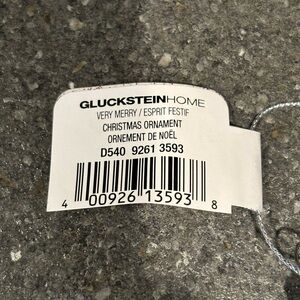 GLUCKSTEINHOME
VERY MERRY / ESPRIT FESTIF
CHRISTMAS ORNAMENT
ORNEMENT DE NOËL
D540 9261 3593
4 00926 13593 8